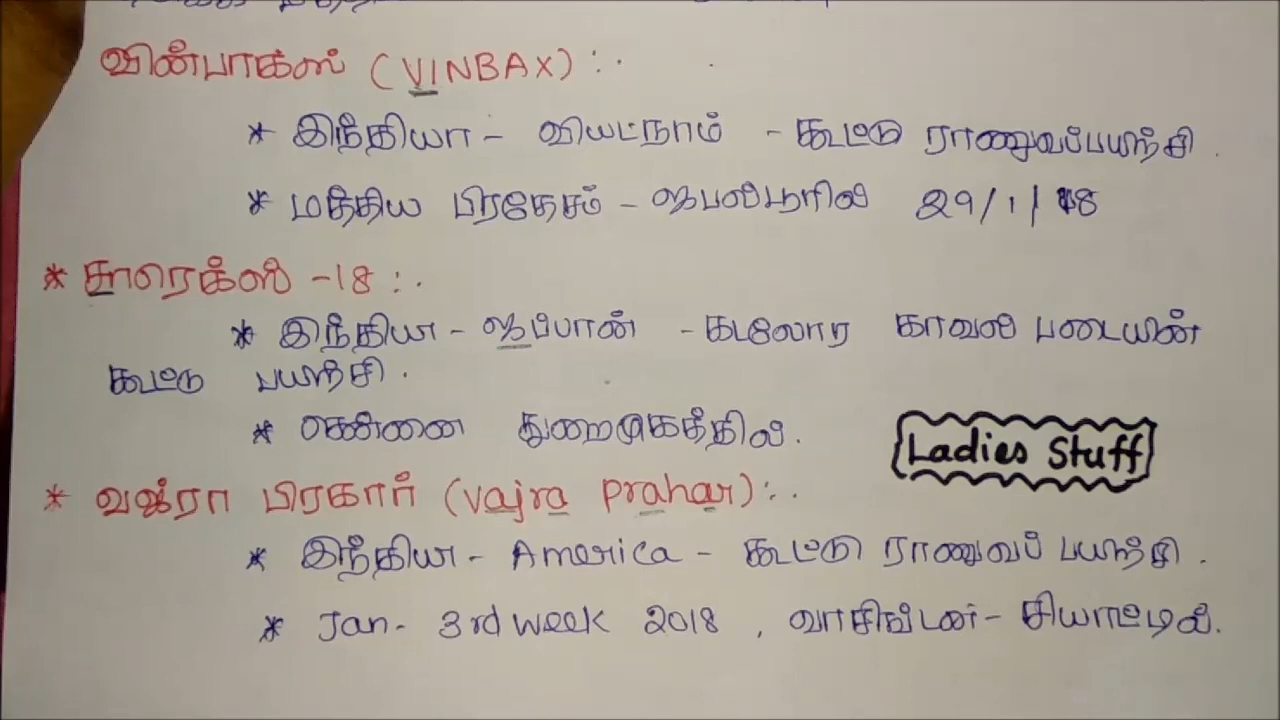 வின்பாக்ஸ் (VINBAX) :.
* இந்தியா - வியட்நாம் - கூட்டு ராணுவப்பயிற்சி .
* மத்திய பிரதேசம் - ஜபல்பூரில் 29/1/18
* சாரெக்ஸ் -18 :.
* இந்திய - ஜப்பான் - கடலோர காவல் படையின்
கூட்டு பயிற்சி .
* சென்னை துறைமுகத்தில் .
Ladies Stuff
* வஜ்ரா பிரகார் (Vajra Prahar) :.
* இந்திய - America - கூட்டு ராணுவப் பயிற்சி .
* Jan - 3rd week 2018 , வாசிங்டன் - சியாட்டில்.